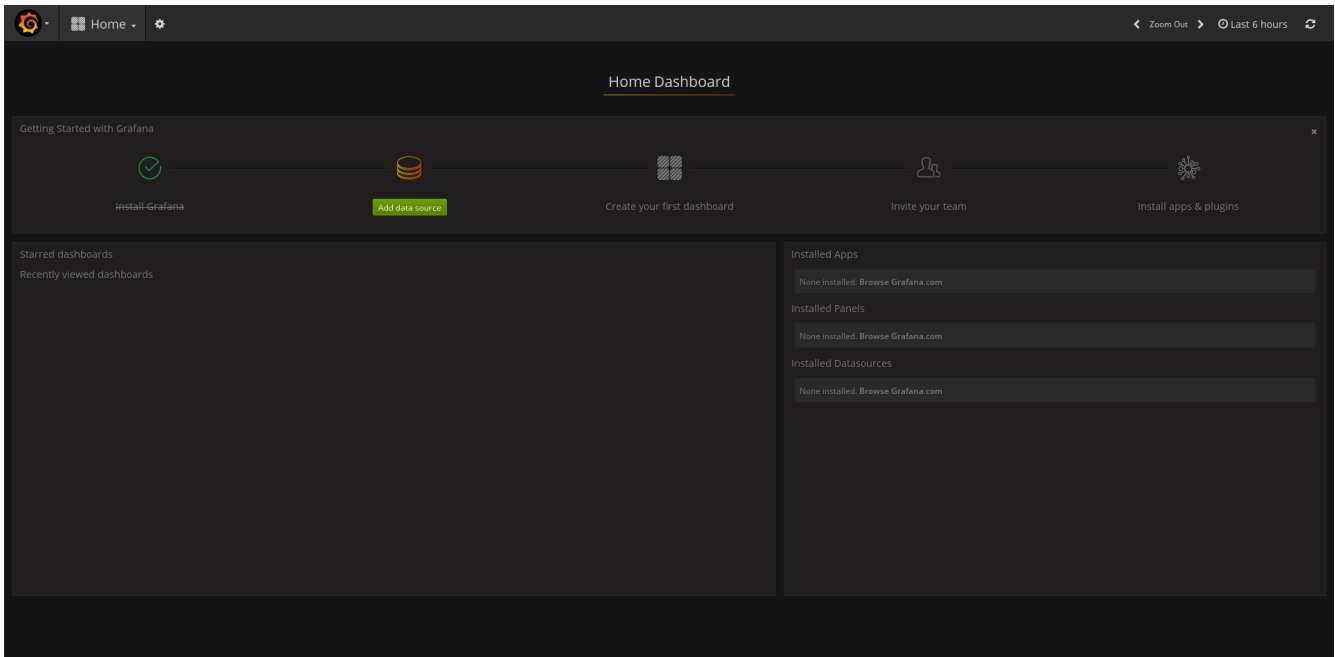 Home
Zoom Out
Last 6 hours
Home Dashboard
Getting Started with Grafana
Install Grafana
Add data source
Create your first dashboard
Invite your team
Install apps & plugins
Starred dashboards
Recently viewed dashboards
Installed Apps
None installed. Browse Grafana.com
Installed Panels
None installed. Browse Grafana.com
Installed Datasources
None installed. Browse Grafana.com